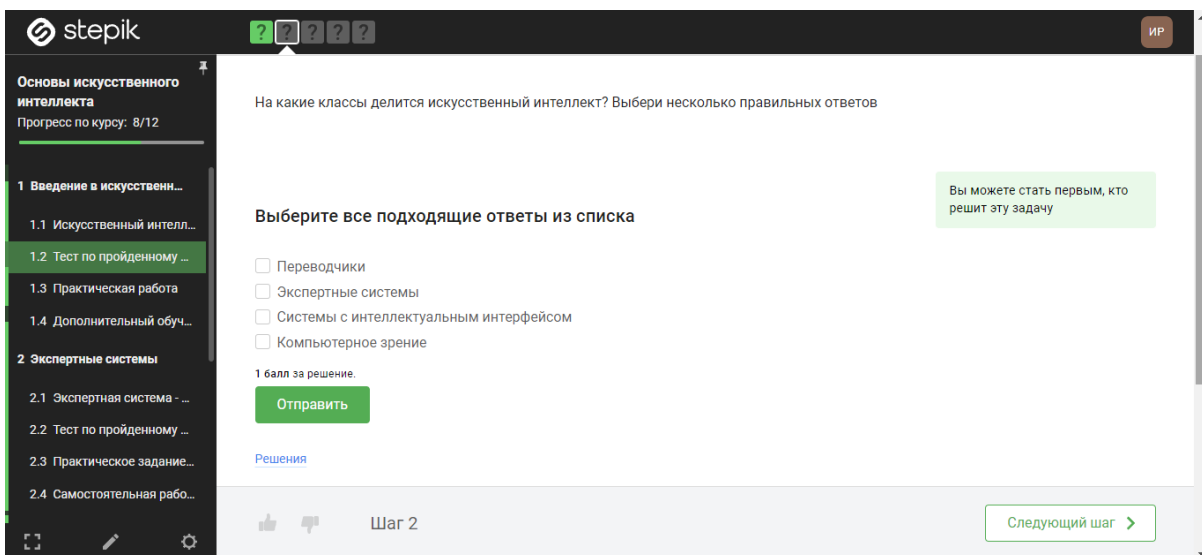 stepik
? ? ? ? ?
ИР
Основы искусственного
интеллекта
Прогресс по курсу: 8/12
1 Введение в искусственн...
1.1 Искусственный интелл...
1.2 Тест по пройденному ...
1.3 Практическая работа
1.4 Дополнительный обуч...
2 Экспертные системы
2.1 Экспертная система - ...
2.2 Тест по пройденному ...
2.3 Практическое задание...
2.4 Самостоятельная рабо...
На какие классы делится искусственный интеллект? Выбери несколько правильных ответов
Вы можете стать первым, кто
решит эту задачу
Выберите все подходящие ответы из списка
Переводчики
Экспертные системы
Системы с интеллектуальным интерфейсом
Компьютерное зрение
1 балл за решение.
Отправить
Решения
Шаг 2
Следующий шаг